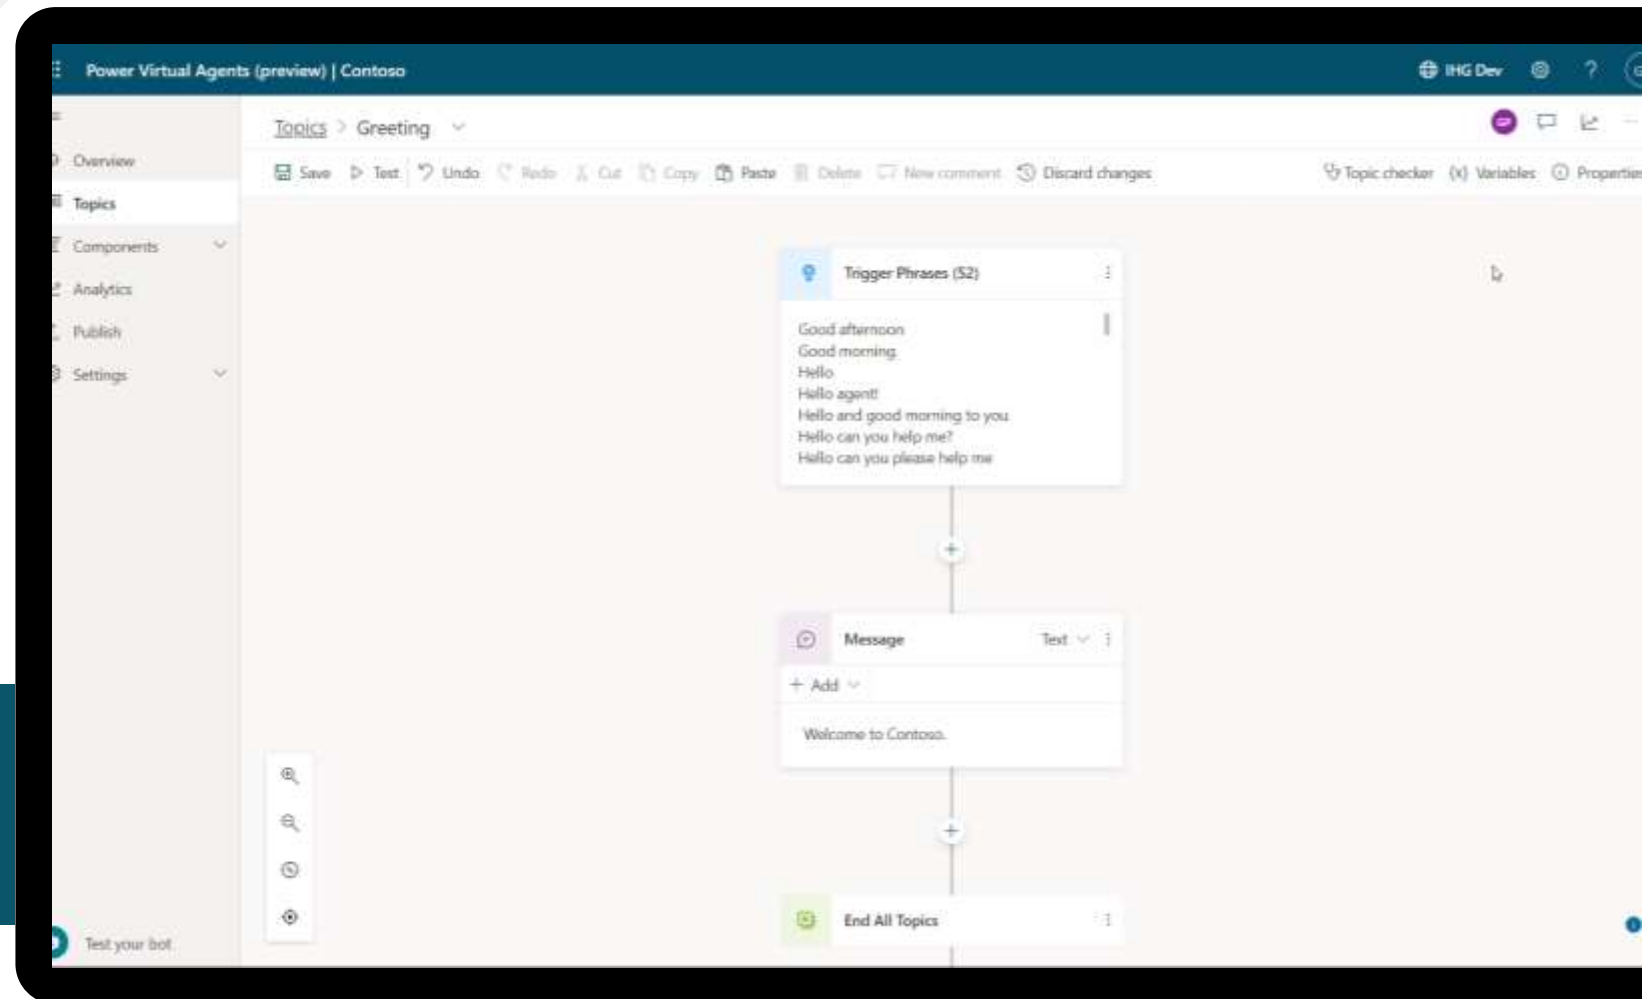 Power Virtual Agents (preview) | Contoso
IHG Dev
?
Topics > Greeting
Save Test Undo Redo Cut Copy Paste Delete New comment Discard changes
Topic checker (x) Variables Properties
Overview
Topics
Components
Analytics
Publish
Settings
Trigger Phrases (52)
Good afternoon
Good morning
Hello
Hello agent!
Hello and good morning to you
Hello can you help me?
Hello can you please help me
Message Text
+ Add
Welcome to Contoso.
End All Topics
Test your bot